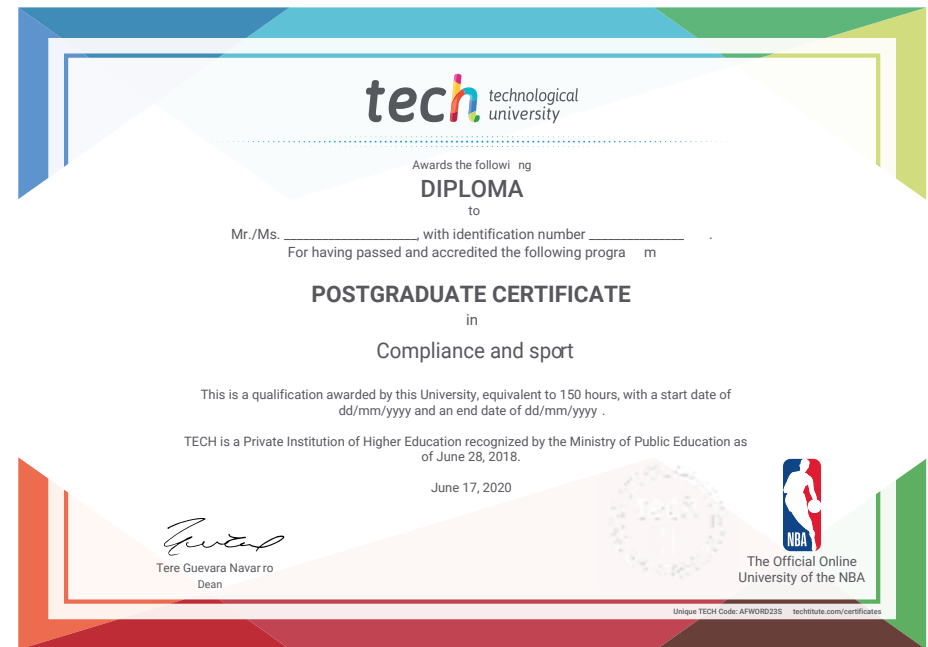 tech technological
university
Awards the followi ng
DIPLOMA
to
Mr./Ms. ____________________, with identification number ______________ .
For having passed and accredited the following progra m
POSTGRADUATE CERTIFICATE
in
Compliance and sport
This is a qualification awarded by this University, equivalent to 150 hours, with a start date of
dd/mm/yyyy and an end date of dd/mm/yyyy .
TECH is a Private Institution of Higher Education recognized by the Ministry of Public Education as
of June 28, 2018.
June 17, 2020
Tere Guevara Navar ro
Dean
NBA
The Official Online
University of the NBA
Unique TECH Code: AFWORD23S techtitute.com/certificates